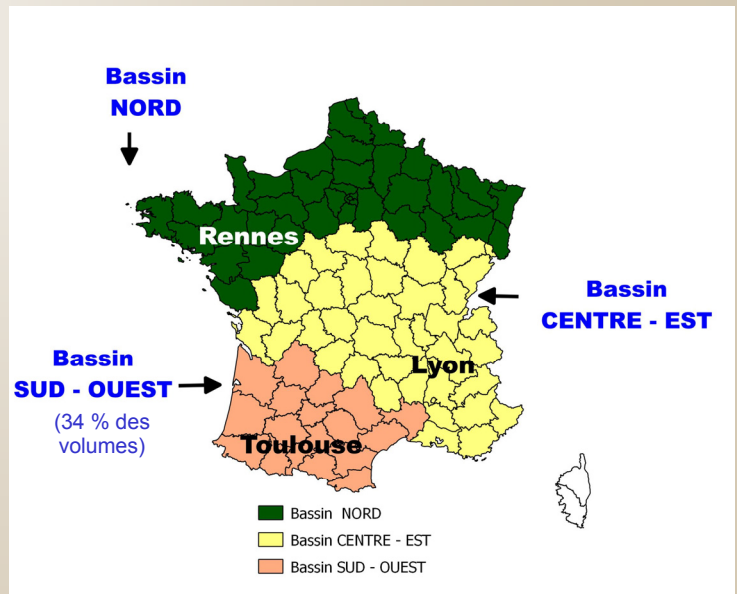 Bassin
NORD
Rennes
Bassin
CENTRE - EST
Bassin
SUD - OUEST
(34 % des
volumes)
Lyon
Toulouse
Bassin NORD
Bassin CENTRE - EST
Bassin SUD - OUEST